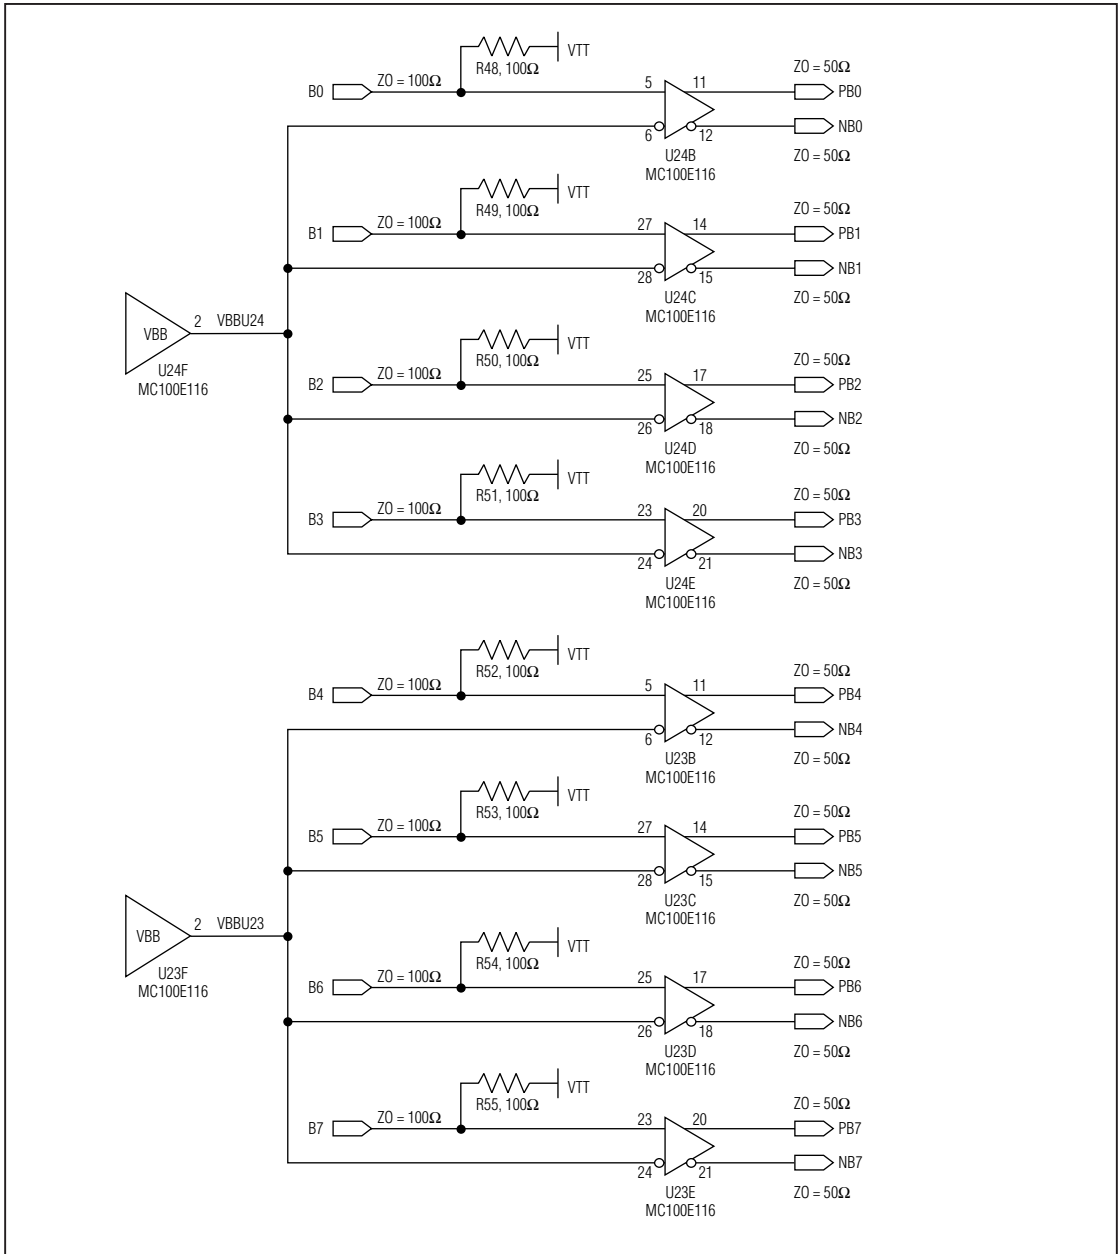 VTT
R48, 100Ω
B0 ZO = 100Ω 5 11 ZO = 50Ω PB0
6 12 NB0
U24B ZO = 50Ω
MC100E116
VTT
R49, 100Ω
B1 ZO = 100Ω 27 14 ZO = 50Ω PB1
28 15 NB1
U24C ZO = 50Ω
MC100E116
VBB 2 VBBU24
U24F
MC100E116
VTT
R50, 100Ω
B2 ZO = 100Ω 25 17 ZO = 50Ω PB2
26 18 NB2
U24D ZO = 50Ω
MC100E116
VTT
R51, 100Ω
B3 ZO = 100Ω 23 20 ZO = 50Ω PB3
24 21 NB3
U24E ZO = 50Ω
MC100E116
VTT
R52, 100Ω
B4 ZO = 100Ω 5 11 ZO = 50Ω PB4
6 12 NB4
U23B ZO = 50Ω
MC100E116
VTT
R53, 100Ω
B5 ZO = 100Ω 27 14 ZO = 50Ω PB5
28 15 NB5
U23C ZO = 50Ω
MC100E116
VBB 2 VBBU23
U23F
MC100E116
VTT
R54, 100Ω
B6 ZO = 100Ω 25 17 ZO = 50Ω PB6
26 18 NB6
U23D ZO = 50Ω
MC100E116
VTT
R55, 100Ω
B7 ZO = 100Ω 23 20 ZO = 50Ω PB7
24 21 NB7
U23E ZO = 50Ω
MC100E116